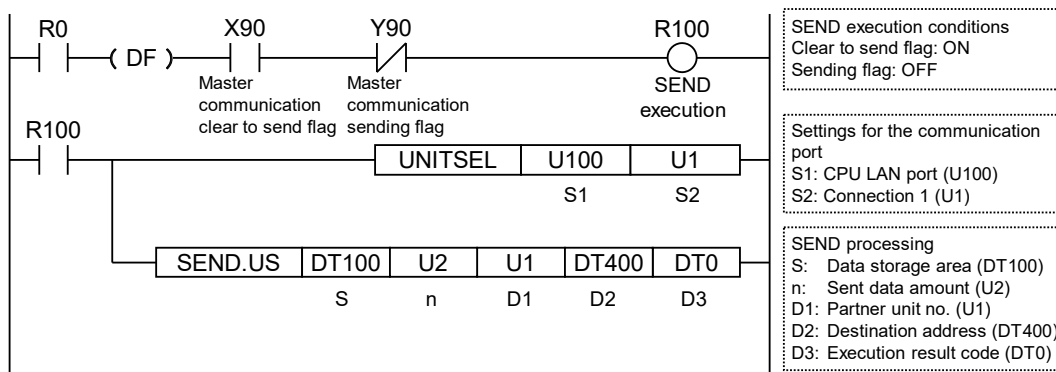 R0 X90 Y90 R100
( DF )
Master
communication
clear to send flag
Master
communication
sending flag
SEND
execution
SEND execution conditions
Clear to send flag: ON
Sending flag: OFF
R100
UNITSEL U100 U1
S1 S2
Settings for the communication
port
S1: CPU LAN port (U100)
S2: Connection 1 (U1)
SEND.US DT100 U2 U1 DT400 DT0
S n D1 D2 D3
SEND processing
S: Data storage area (DT100)
n: Sent data amount (U2)
D1: Partner unit no. (U1)
D2: Destination address (DT400)
D3: Execution result code (DT0)